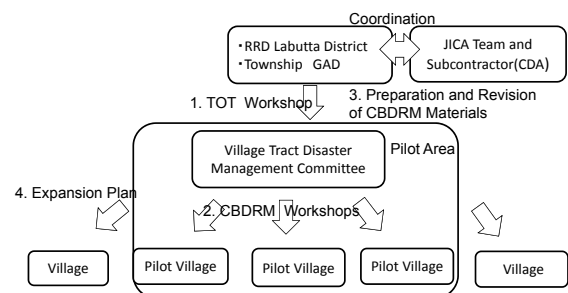 Coordination
・RRD Labutta District
・Township GAD
JICA Team and
Subcontractor(CDA)
1. TOT Workshop
3. Preparation and Revision
of CBDRM Materials
Village Tract Disaster
Management Committee
Pilot Area
4. Expansion Plan
2. CBDRM Workshops
Village
Pilot Village
Pilot Village
Pilot Village
Village